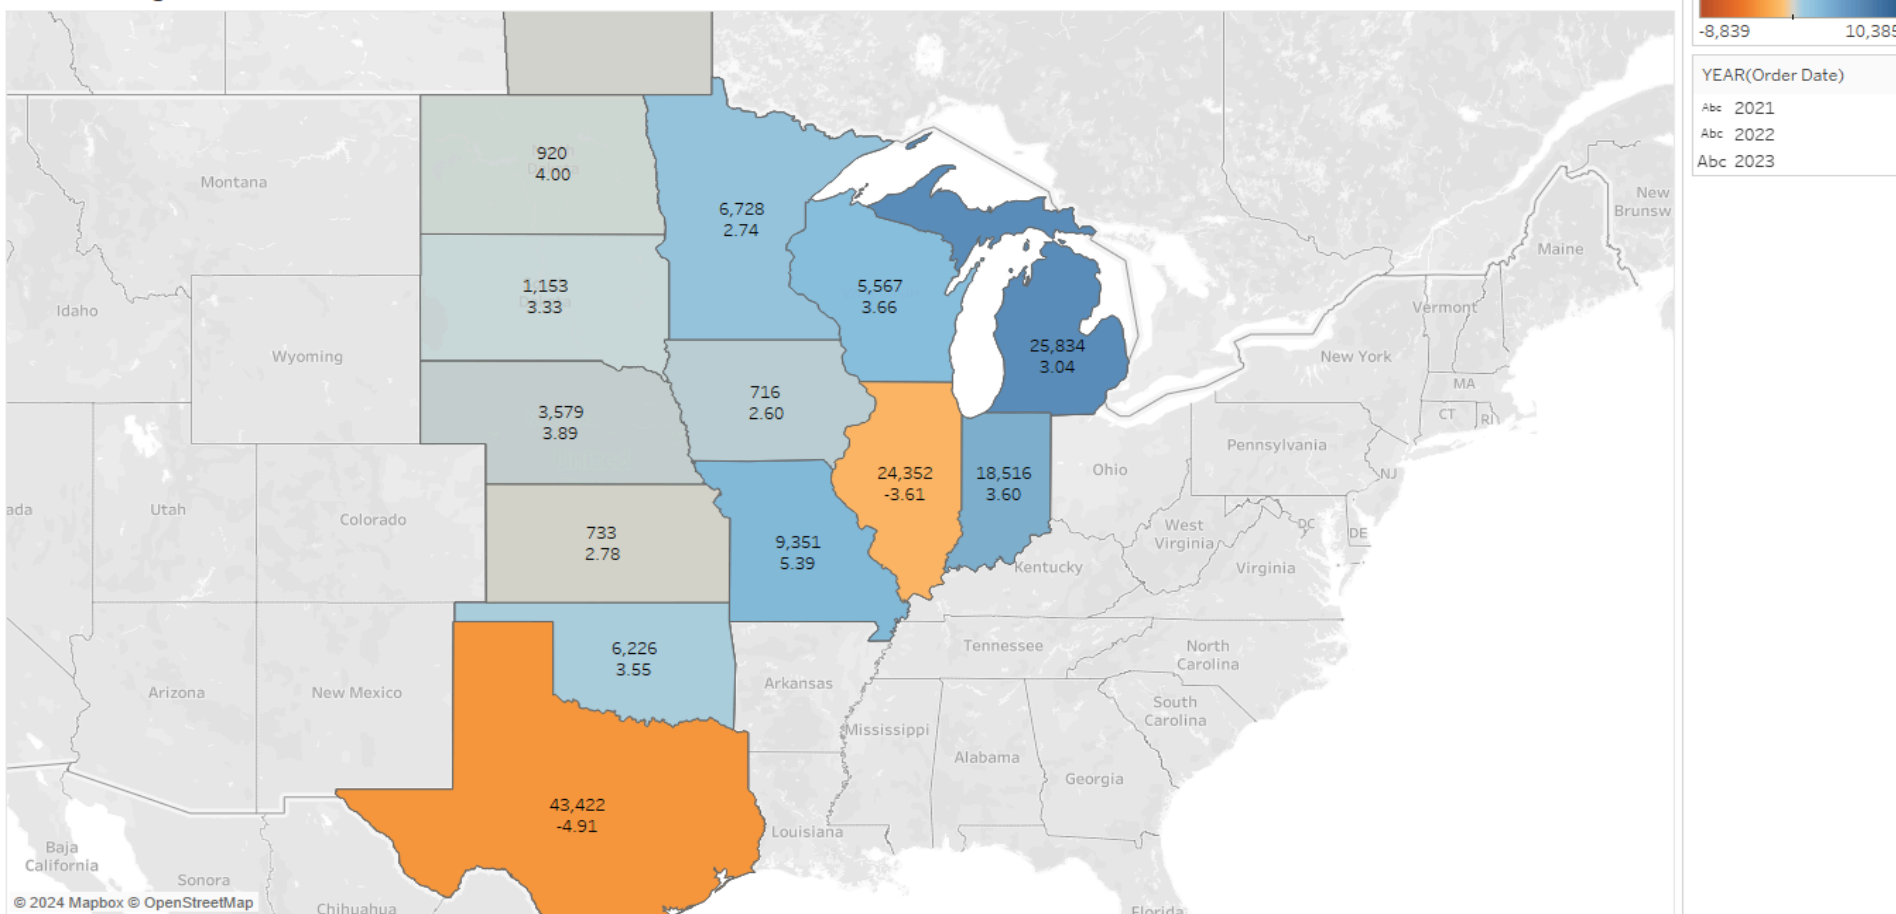 -8,839
10,385
YEAR(Order Date)
Abc 2021
Abc 2022
Abc 2023
920
4.00
Montana
6,728
2.74
New
Brunsw
Maine
1,153
3.33
5,567
3.66
Idaho
Vermont
Wyoming
25,834
3.04
New York
MA
716
2.60
3,579
3.89
CT
RI
Pennsylvania
24,352
-3.61
18,516
3.60
Ohio
NJ
ada
Utah
Colorado
West
Virginia
DC
DE
733
2.78
9,351
5.39
Kentucky
Virginia
6,226
3.55
Tennessee
North
Carolina
Arizona
New Mexico
Arkansas
South
Carolina
Mississippi
Alabama
Georgia
43,422
-4.91
Louisiana
Baja
California
Sonora
Chihuahua
Florida
© 2024 Mapbox © OpenStreetMap